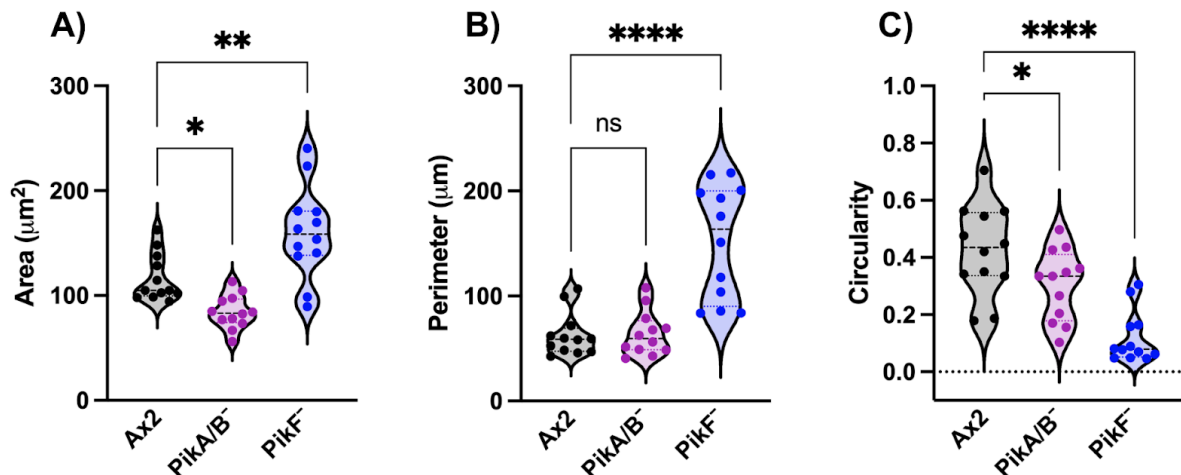 A)
**
*
300
200
100
0
Area (μm²)
Ax2
PikA/B⁻
PikF⁻
B)
****
ns
300
200
100
0
Perimeter (μm)
Ax2
PikA/B⁻
PikF⁻
C)
****
*
1.0
0.8
0.6
0.4
0.2
0.0
Circularity
Ax2
PikA/B⁻
PikF⁻